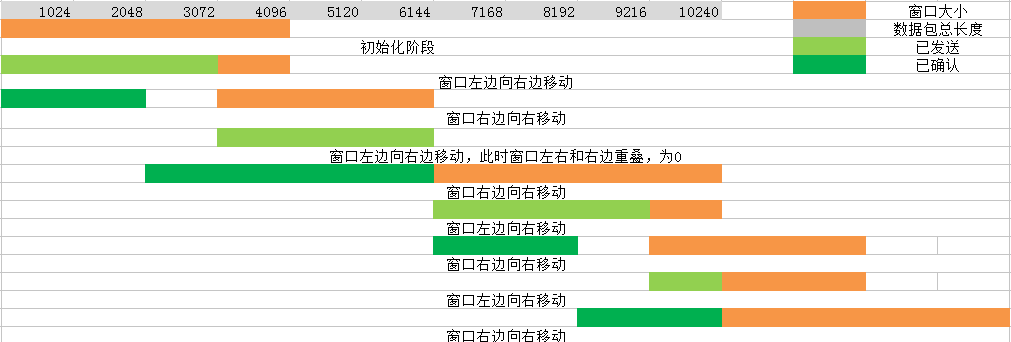 1024 2048 3072 4096 5120 6144 7168 8192 9216 10240 窗口大小
数据包总长度
初始化阶段 已发送
已确认
窗口左边向右边移动
窗口右边向右移动
窗口左边向右边移动，此时窗口左右和右边重叠，为0
窗口右边向右移动
窗口左边向右移动
窗口右边向右移动
窗口左边向右移动
窗口右边向右移动